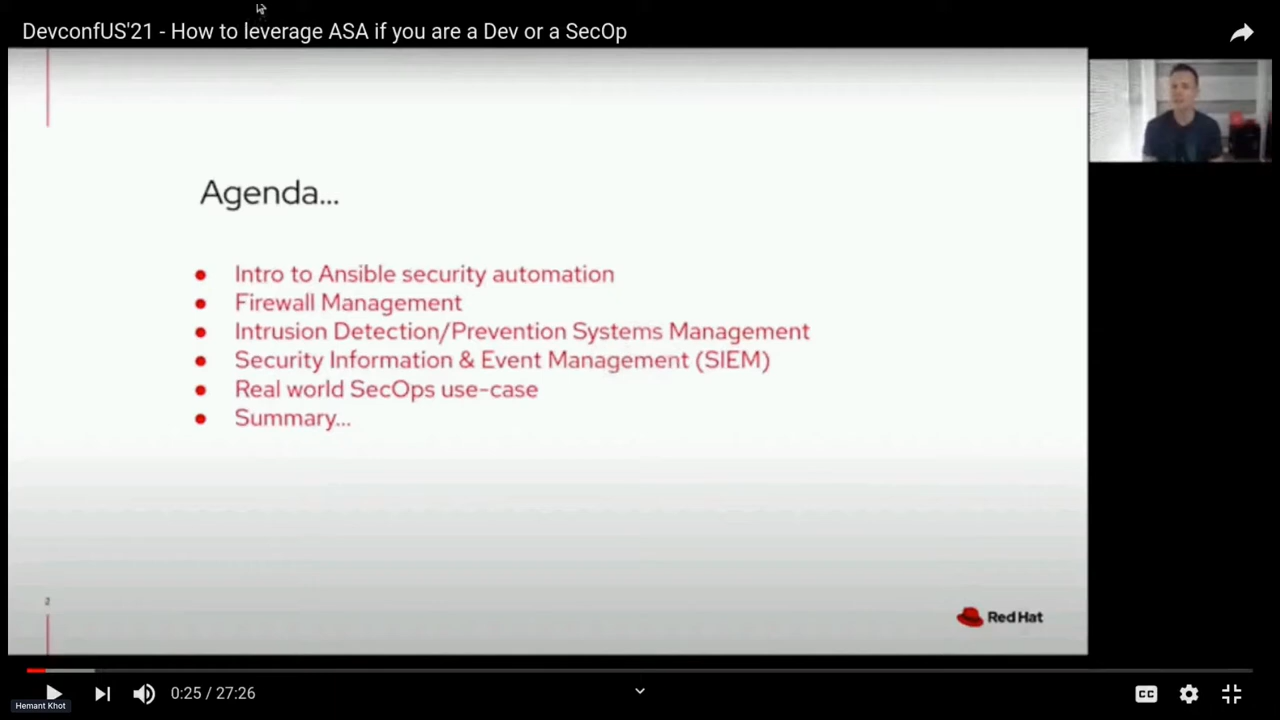 DevconfUS'21 - How to leverage ASA if you are a Dev or a SecOp
Agenda...
Intro to Ansible security automation
Firewall Management
Intrusion Detection/Prevention Systems Management
Security Information & Event Management (SIEM)
Real world SecOps use-case
Summary...
2
Red Hat
0:25 / 27:26
CC
Hemant Khot